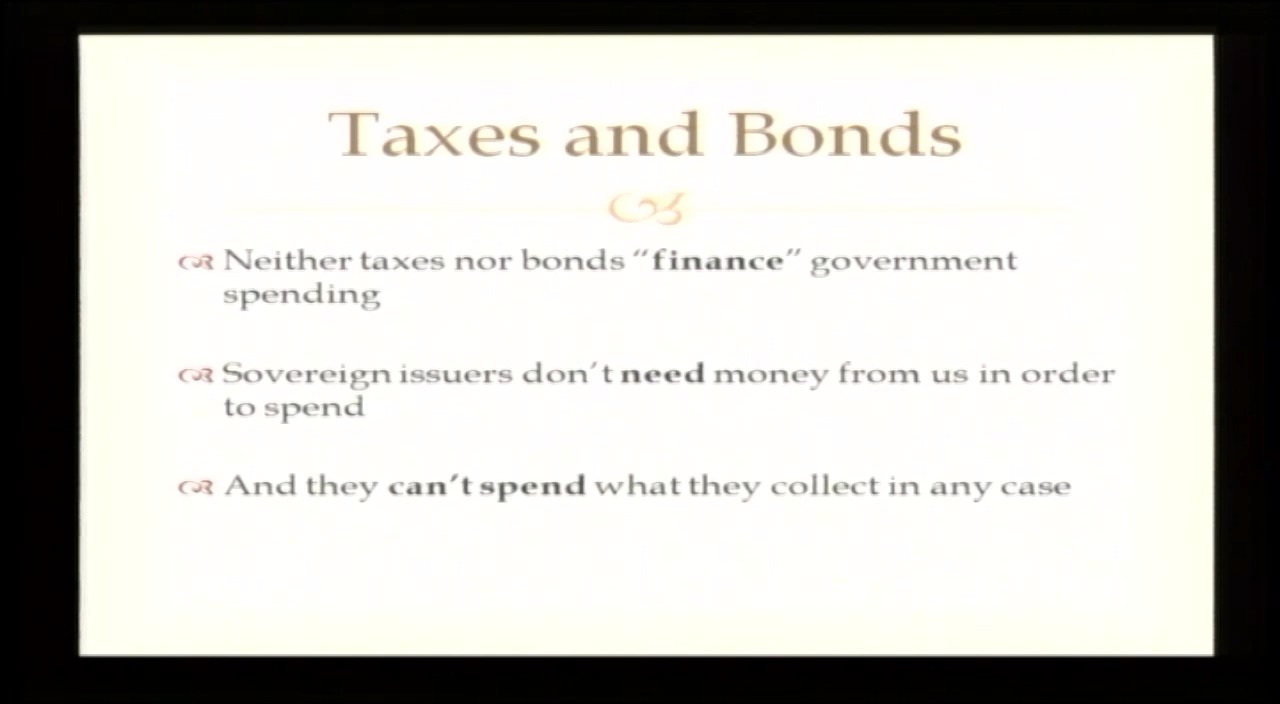 Taxes and Bonds
Neither taxes nor bonds “finance” government
spending
Sovereign issuers don’t need money from us in order
to spend
And they can’t spend what they collect in any case